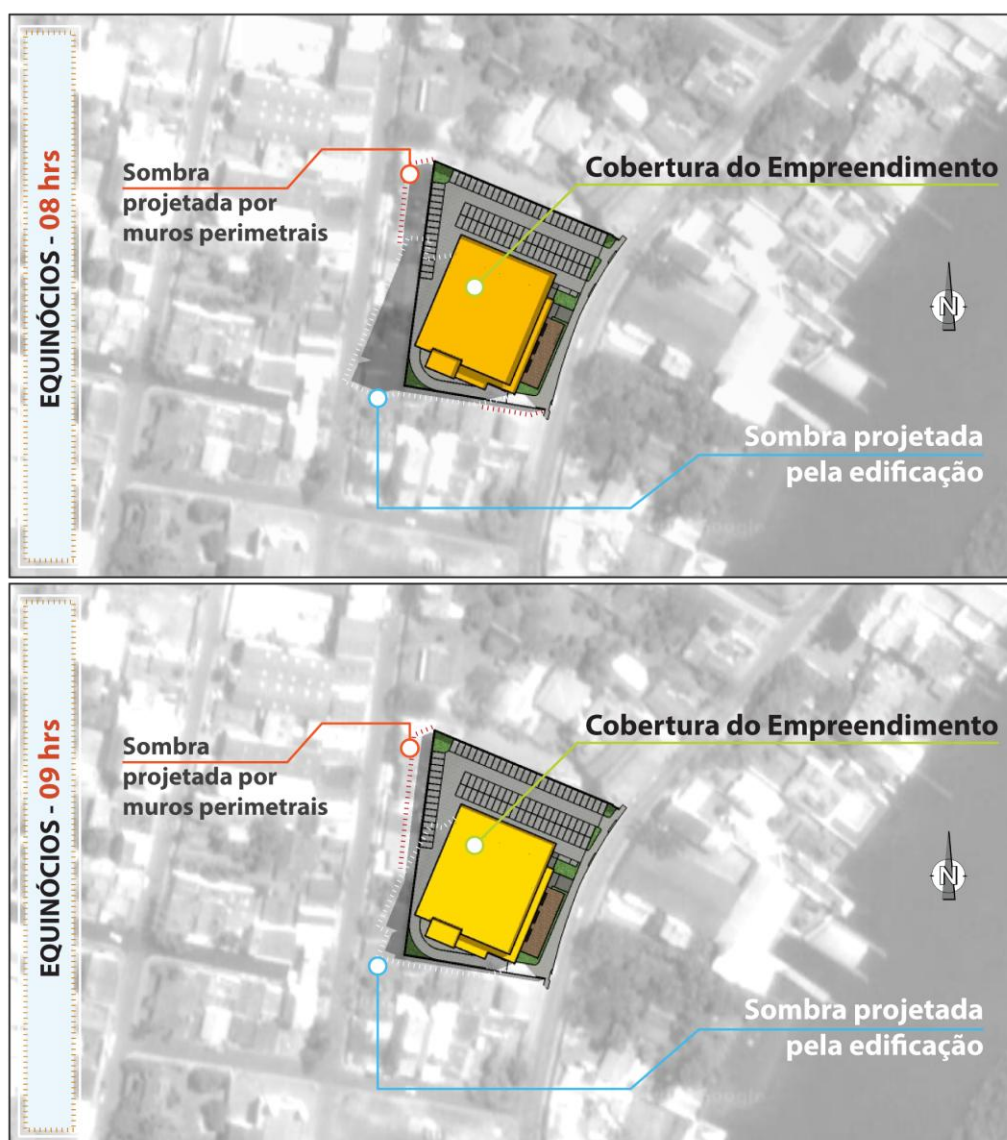 EQUINÓCIOS - 08 hrs
Sombra
projetada por
muros perimetrais
Cobertura do Empreendimento
N
Sombra projetada
pela edificação
EQUINÓCIOS - 09 hrs
Sombra
projetada por
muros perimetrais
Cobertura do Empreendimento
N
Sombra projetada
pela edificação